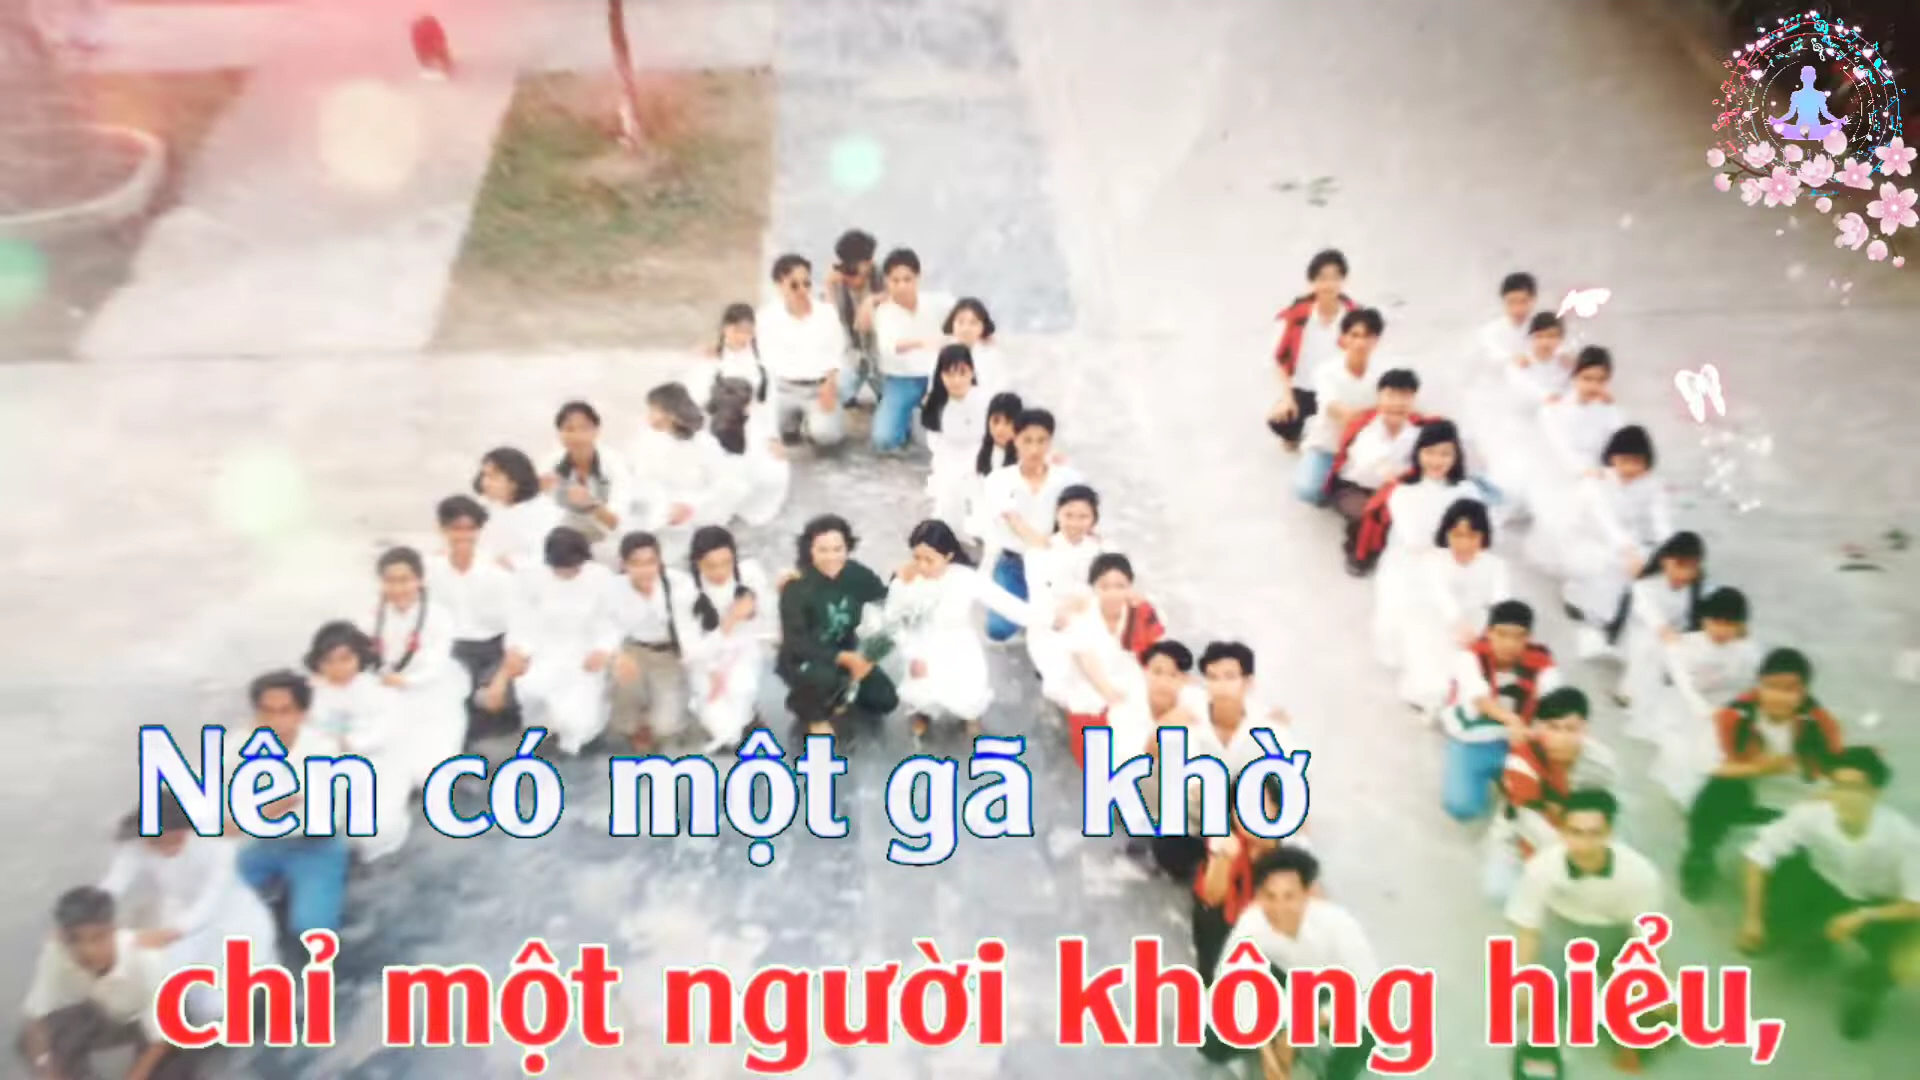 Nên có một gã khờ
chỉ một người không hiểu,